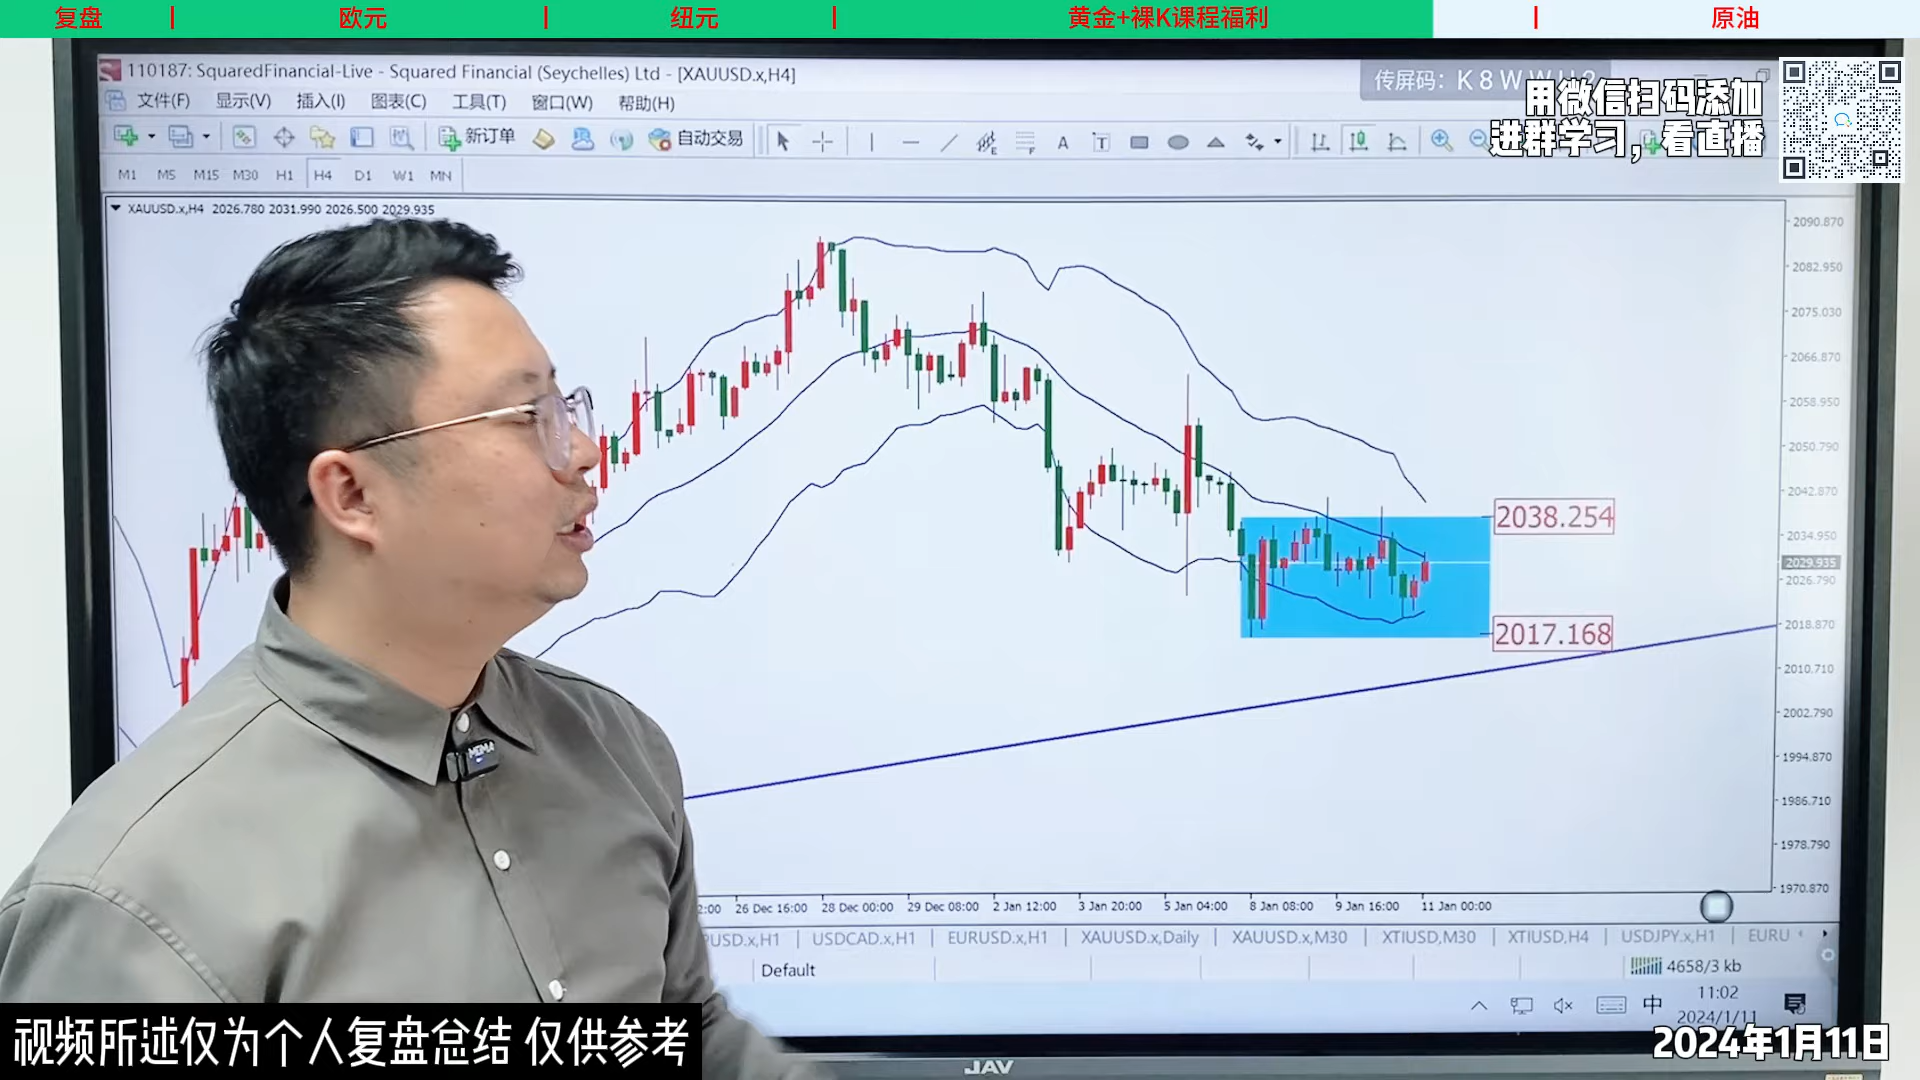 复盘 | 欧元 | 纽元 | 黄金+裸K课程福利 | 原油
110187: SquaredFinancial-Live - Squared Financial (Seychelles) Ltd - [XAUUSD.x,H4]
传屏码: K 8 W W U 2
文件(F) 显示(V) 插入(I) 图表(C) 工具(T) 窗口(W) 帮助(H)
用微信扫码添加
进群学习，看直播
新订单 自动交易
M1 M5 M15 M30 H1 H4 D1 W1 MN
XAUUSD.x,H4 2026.780 2031.990 2026.500 2029.935
2090.870
2082.950
2075.030
2066.870
2058.950
2050.790
2042.870
2038.254
2034.950
2029.935
2026.790
2018.870
2017.168
2010.710
2002.790
1994.870
1986.710
1978.790
1970.870
MOMA
26 Dec 16:00 28 Dec 00:00 29 Dec 08:00 2 Jan 12:00 3 Jan 20:00 5 Jan 04:00 8 Jan 08:00 9 Jan 16:00 11 Jan 00:00
USDCAD.x,H1 EURUSD.x,H1 XAUUSD.x,Daily XAUUSD.x,M30 XTIUSD,M30 XTIUSD,H4 USDJPY.x,H1 EURU
Default
4658/3 kb
中
11:02
2024/1/11
视频所述仅为个人复盘总结 仅供参考
2024年1月11日
JAV